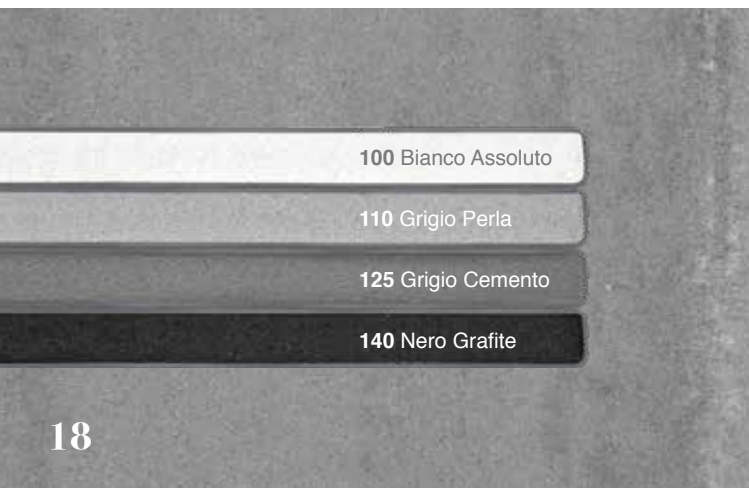 100 Bianco Assoluto
110 Grigio Perla
125 Grigio Cemento
140 Nero Grafite
18